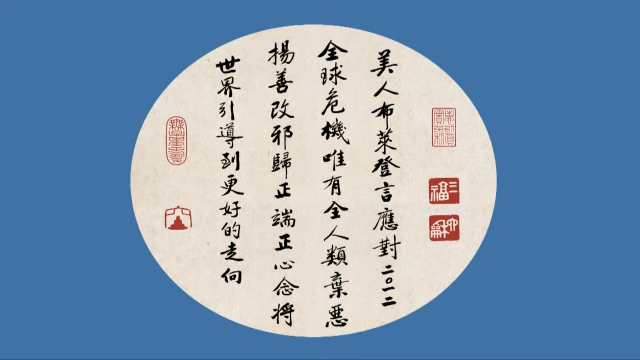 美人布萊登言應對二〇一二
全球危機唯有全人類棄惡
揚善改邪歸正端正心念將
世界引導到更好的走向